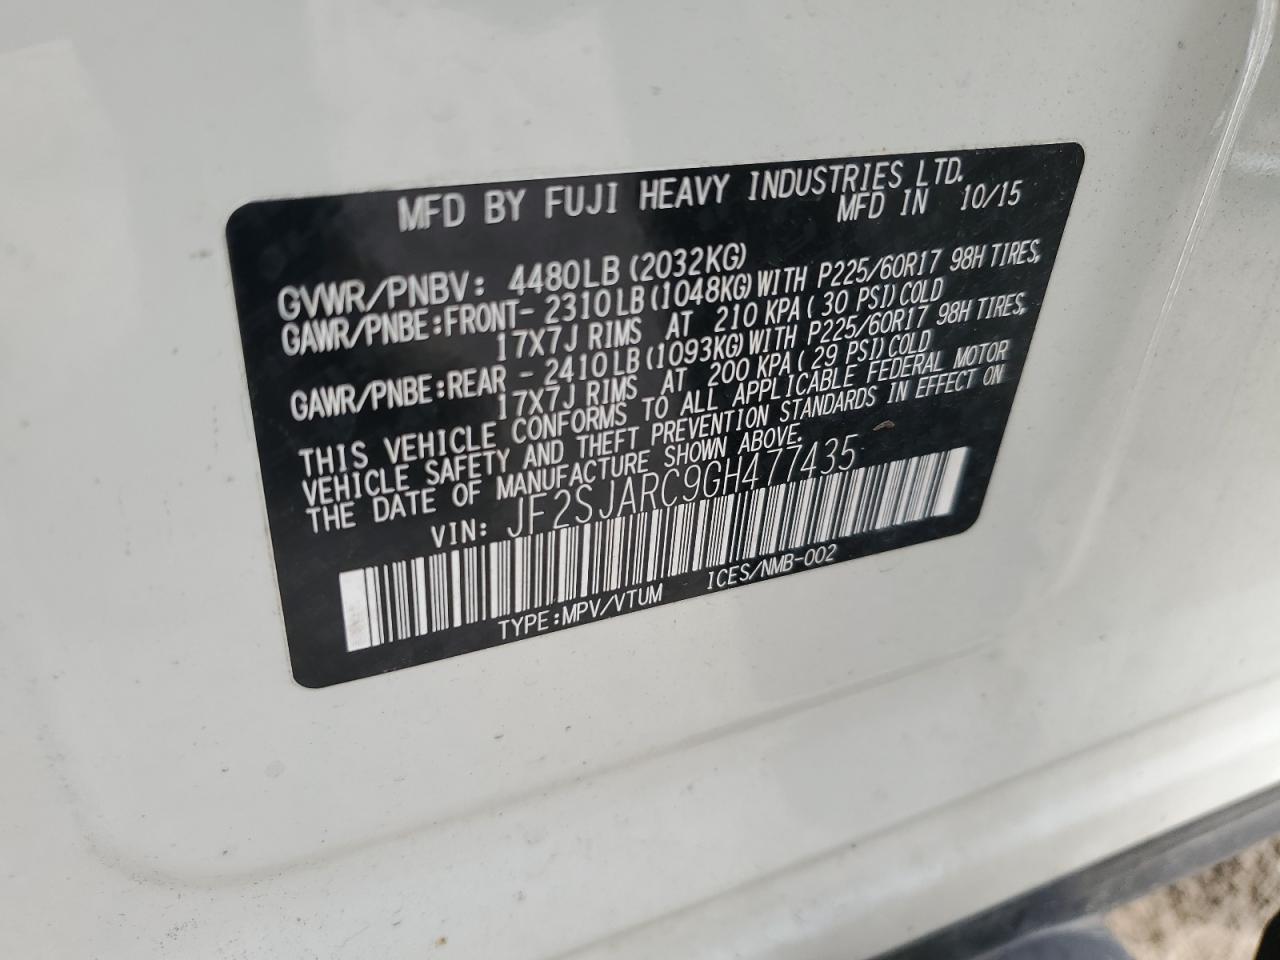 MFD BY FUJI HEAVY INDUSTRIES LTD.
MFD IN 10/15
GVWR/PNBV: 4480LB (2032KG)
GAWR/PNBE:FRONT- 2310LB(1048KG)WITH P225/60R17 98H TIRES,
17X7J RIMS AT 210 KPA( 30 PSI)COLD
GAWR/PNBE:REAR - 2410LB(1093KG)WITH P225/60R17 98H TIRES,
17X7J RIMS AT 200 KPA( 29 PSI)COLD
THIS VEHICLE CONFORMS TO ALL APPLICABLE FEDERAL MOTOR
VEHICLE SAFETY AND THEFT PREVENTION STANDARDS IN EFFECT ON
THE DATE OF MANUFACTURE SHOWN ABOVE.
VIN: JF2SJARC9GH477435
TYPE:MPV/VTUM ICES/NMB-002